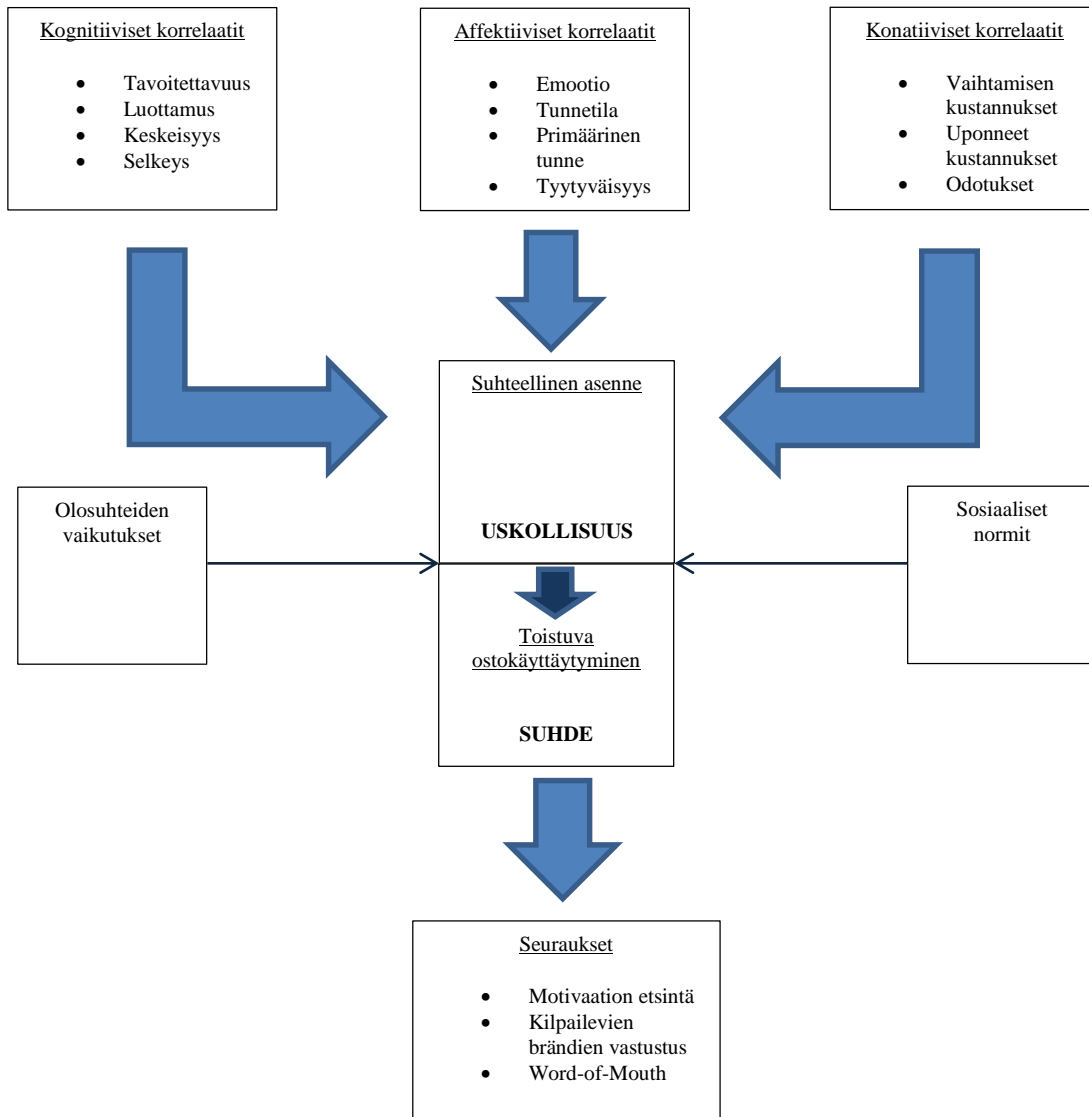 Kognitiiviset korrelaatit
• Tavoitettavuus
• Luottamus
• Keskeisyys
• Selkeys
Affektiiviset korrelaatit
• Emootio
• Tunnetila
• Primäärinen
tunne
• Tyytyväisyys
Konatiiviset korrelaatit
• Vaihtamisen
kustannukset
• Uponneet
kustannukset
• Odotukset
Suhteellinen asenne
USKOLLISUUS
Olosuhteiden
vaikutukset
Sosiaaliset
normit
Toistuva
ostokäyttäytyminen
SUHDE
Seuraukset
• Motivaation etsintä
• Kilpailevien
brändien vastustus
• Word-of-Mouth